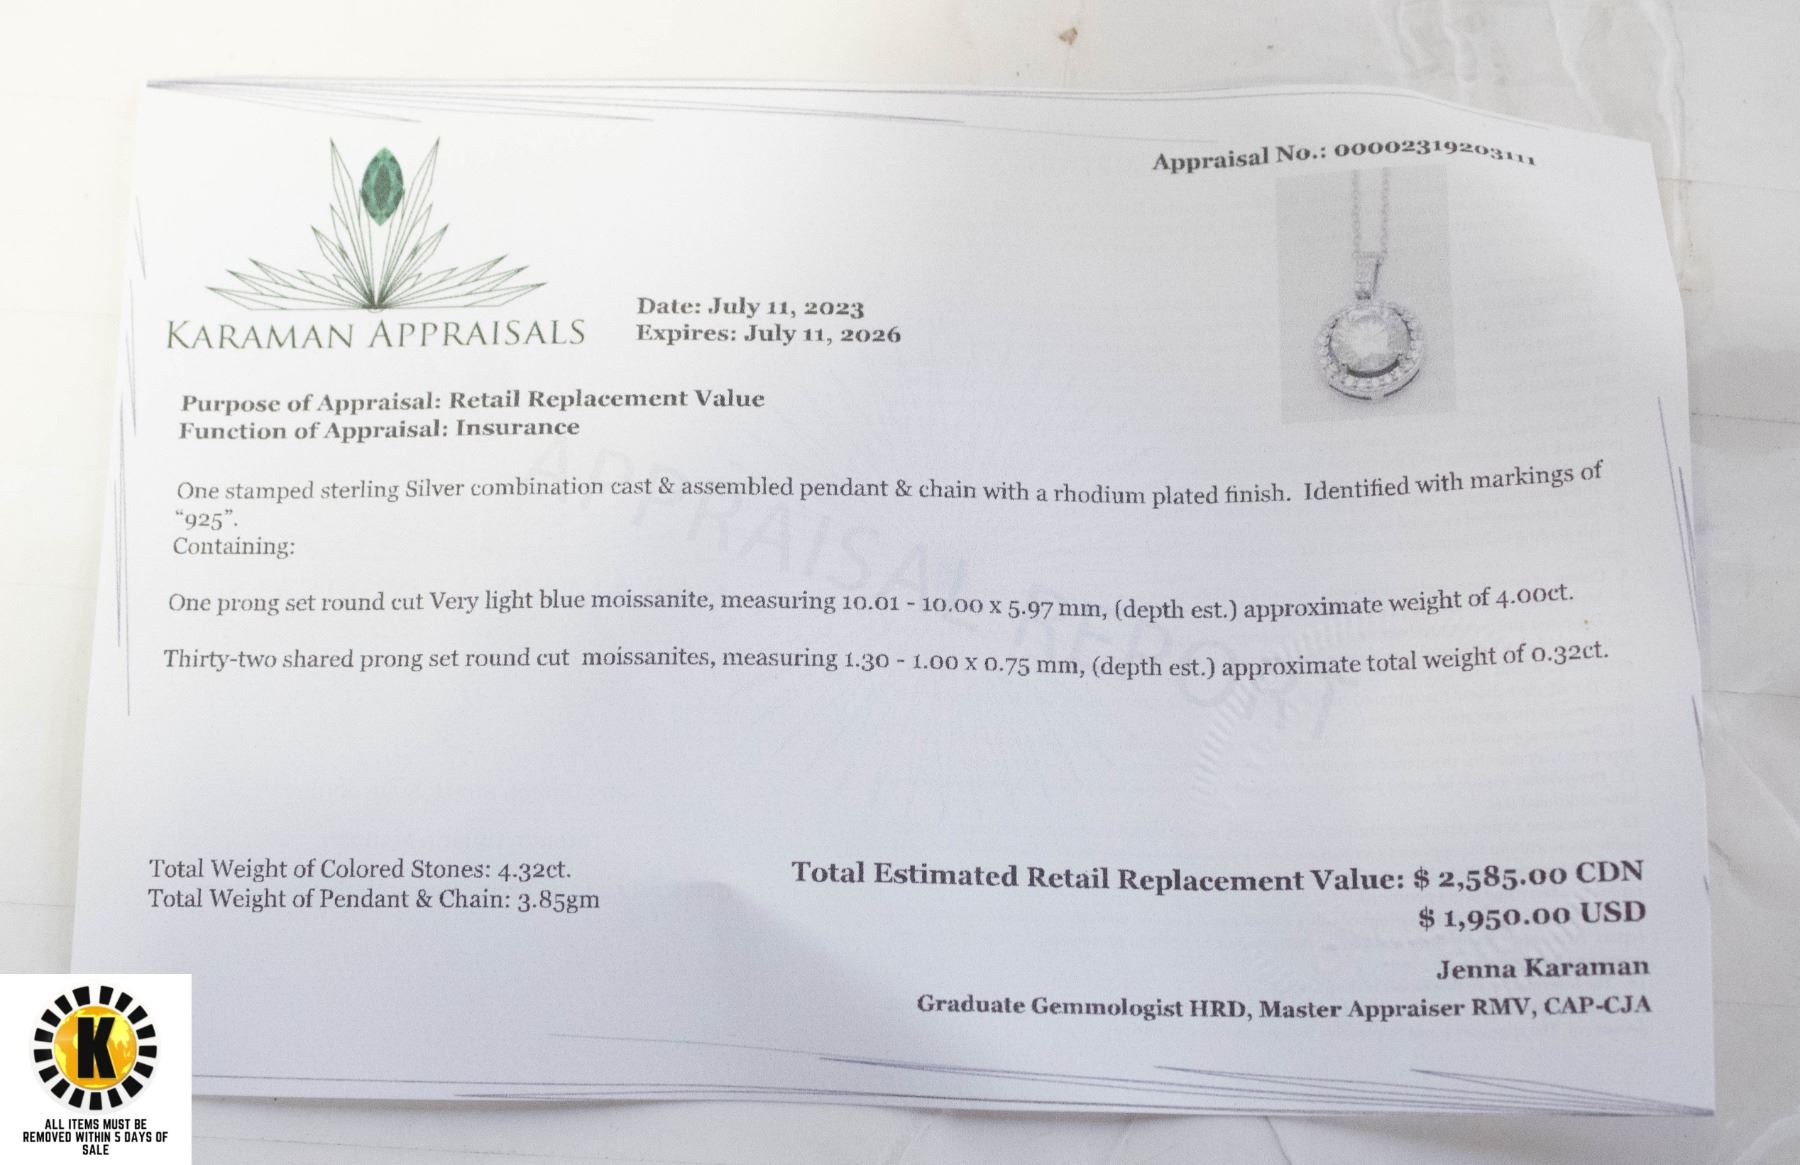 Appraisal No.: 00002319203111
KARAMAN APPRAISALS
Date: July 11, 2023
Expires: July 11, 2026
Purpose of Appraisal: Retail Replacement Value
Function of Appraisal: Insurance
One stamped sterling Silver combination cast & assembled pendant & chain with a rhodium plated finish. Identified with markings of
“925”.
Containing:
One prong set round cut Very light blue moissanite, measuring 10.01 - 10.00 x 5.97 mm, (depth est.) approximate weight of 4.00ct.
Thirty-two shared prong set round cut moissanites, measuring 1.30 - 1.00 x 0.75 mm, (depth est.) approximate total weight of 0.32ct.
APPRAISAL REPORT
Total Weight of Colored Stones: 4.32ct.
Total Weight of Pendant & Chain: 3.85gm
Total Estimated Retail Replacement Value: $ 2,585.00 CDN
$ 1,950.00 USD
Jenna Karaman
Graduate Gemmologist HRD, Master Appraiser RMV, CAP-CJA
K
ALL ITEMS MUST BE
REMOVED WITHIN 5 DAYS OF
SALE